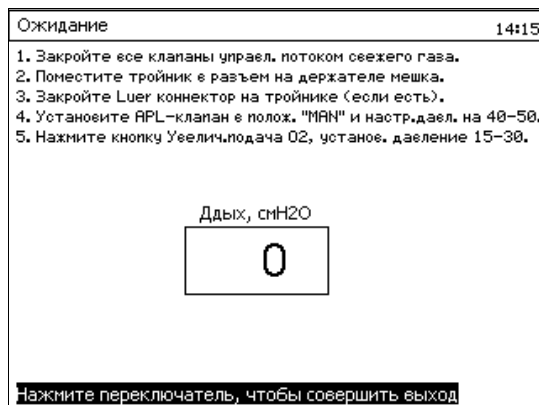 Ожидание
14:15
1. Закройте все клапаны управл. потоком свежего газа.
2. Поместите тройник в разъем на держателе мешка.
3. Закройте Luer коннектор на тройнике (если есть).
4. Установите APL-клапан в полож. "MAN" и настр.давл. на 40-50.
5. Нажмите кнопку Увелич.подача O2, установ. давление 15-30.
Ддых, смH2O
0
Нажмите переключатель, чтобы совершить выход